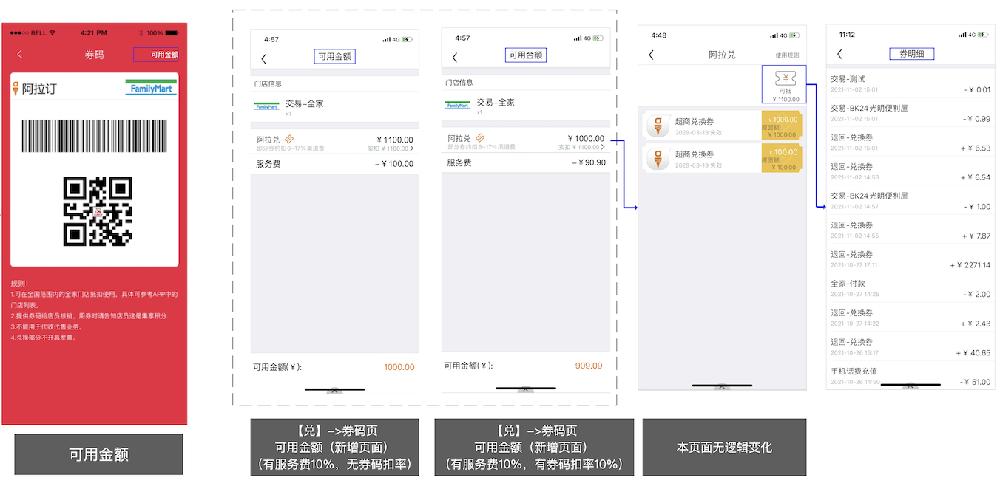 BELL
4:21 PM
100%
券码
可用金额
阿拉订
FamilyMart
规则：
1.可在全国范围内的全家门店抵扣使用，具体可参考APP中的
门店列表。
2.提供券码给店员核销，用券时请告知店员这是集享积分.
3.不能用于代收代售业务。
4.兑换部分不开具发票。
可用金额
4:57
4G
可用金额
门店信息
FamilyMart
交易-全家
x1
阿拉兑
¥ 1100.00
部分券约扣6~17%渠道费
实扣 ¥ 1100.00
服务费
-¥ 100.00
可用金额(¥):
1000.00
【兑】->券码页
可用金额（新增页面）
（有服务费10%，无券码扣率）
4:57
4G
可用金额
门店信息
FamilyMart
交易-全家
x1
阿拉兑
¥ 1000.00
部分券约扣6~17%渠道费
实扣 ¥ 1100.00
服务费
-¥ 90.90
可用金额(¥):
909.09
【兑】->券码页
可用金额（新增页面）
（有服务费10%，有券码扣率10%）
4:48
4G
阿拉兑
使用规则
¥
可抵
¥ 1100.00
超商兑换券
2029-03-19 失效
¥1000.00
原面额:
¥ 1000.00
超商兑换券
2029-03-19 失效
¥ 100.00
原面额:
¥ 100.00
本页面无逻辑变化
11:12
4G
券明细
交易-测试
2021-11-02 15:01
-¥ 0.01
交易-BK24光明便利屋
2021-11-02 15:01
-¥ 0.99
退回-兑换券
2021-11-02 15:01
+¥ 6.53
退回-兑换券
2021-11-02 14:58
+¥ 6.54
交易-BK24光明便利屋
2021-11-02 14:57
-¥ 1.00
退回-兑换券
2021-11-02 14:55
+¥ 7.87
退回-兑换券
2021-10-27 17:11
+¥ 2271.14
全家-付款
2021-10-27 14:25
-¥ 2.00
退回-兑换券
2021-10-27 14:22
+¥ 2.43
退回-兑换券
2021-10-26 15:17
+¥ 40.65
手机话费充值
2021-10-26 14:50
-¥ 51.00